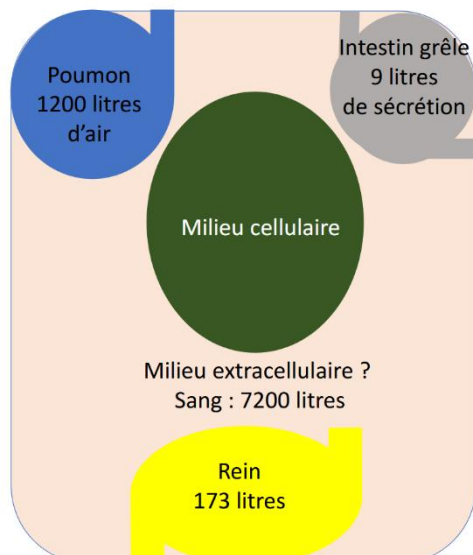 Poumon
1200 litres
d'air
Intestin grêle
9 litres
de sécrétion
Milieu cellulaire
Milieu extracellulaire ?
Sang : 7200 litres
Rein
173 litres